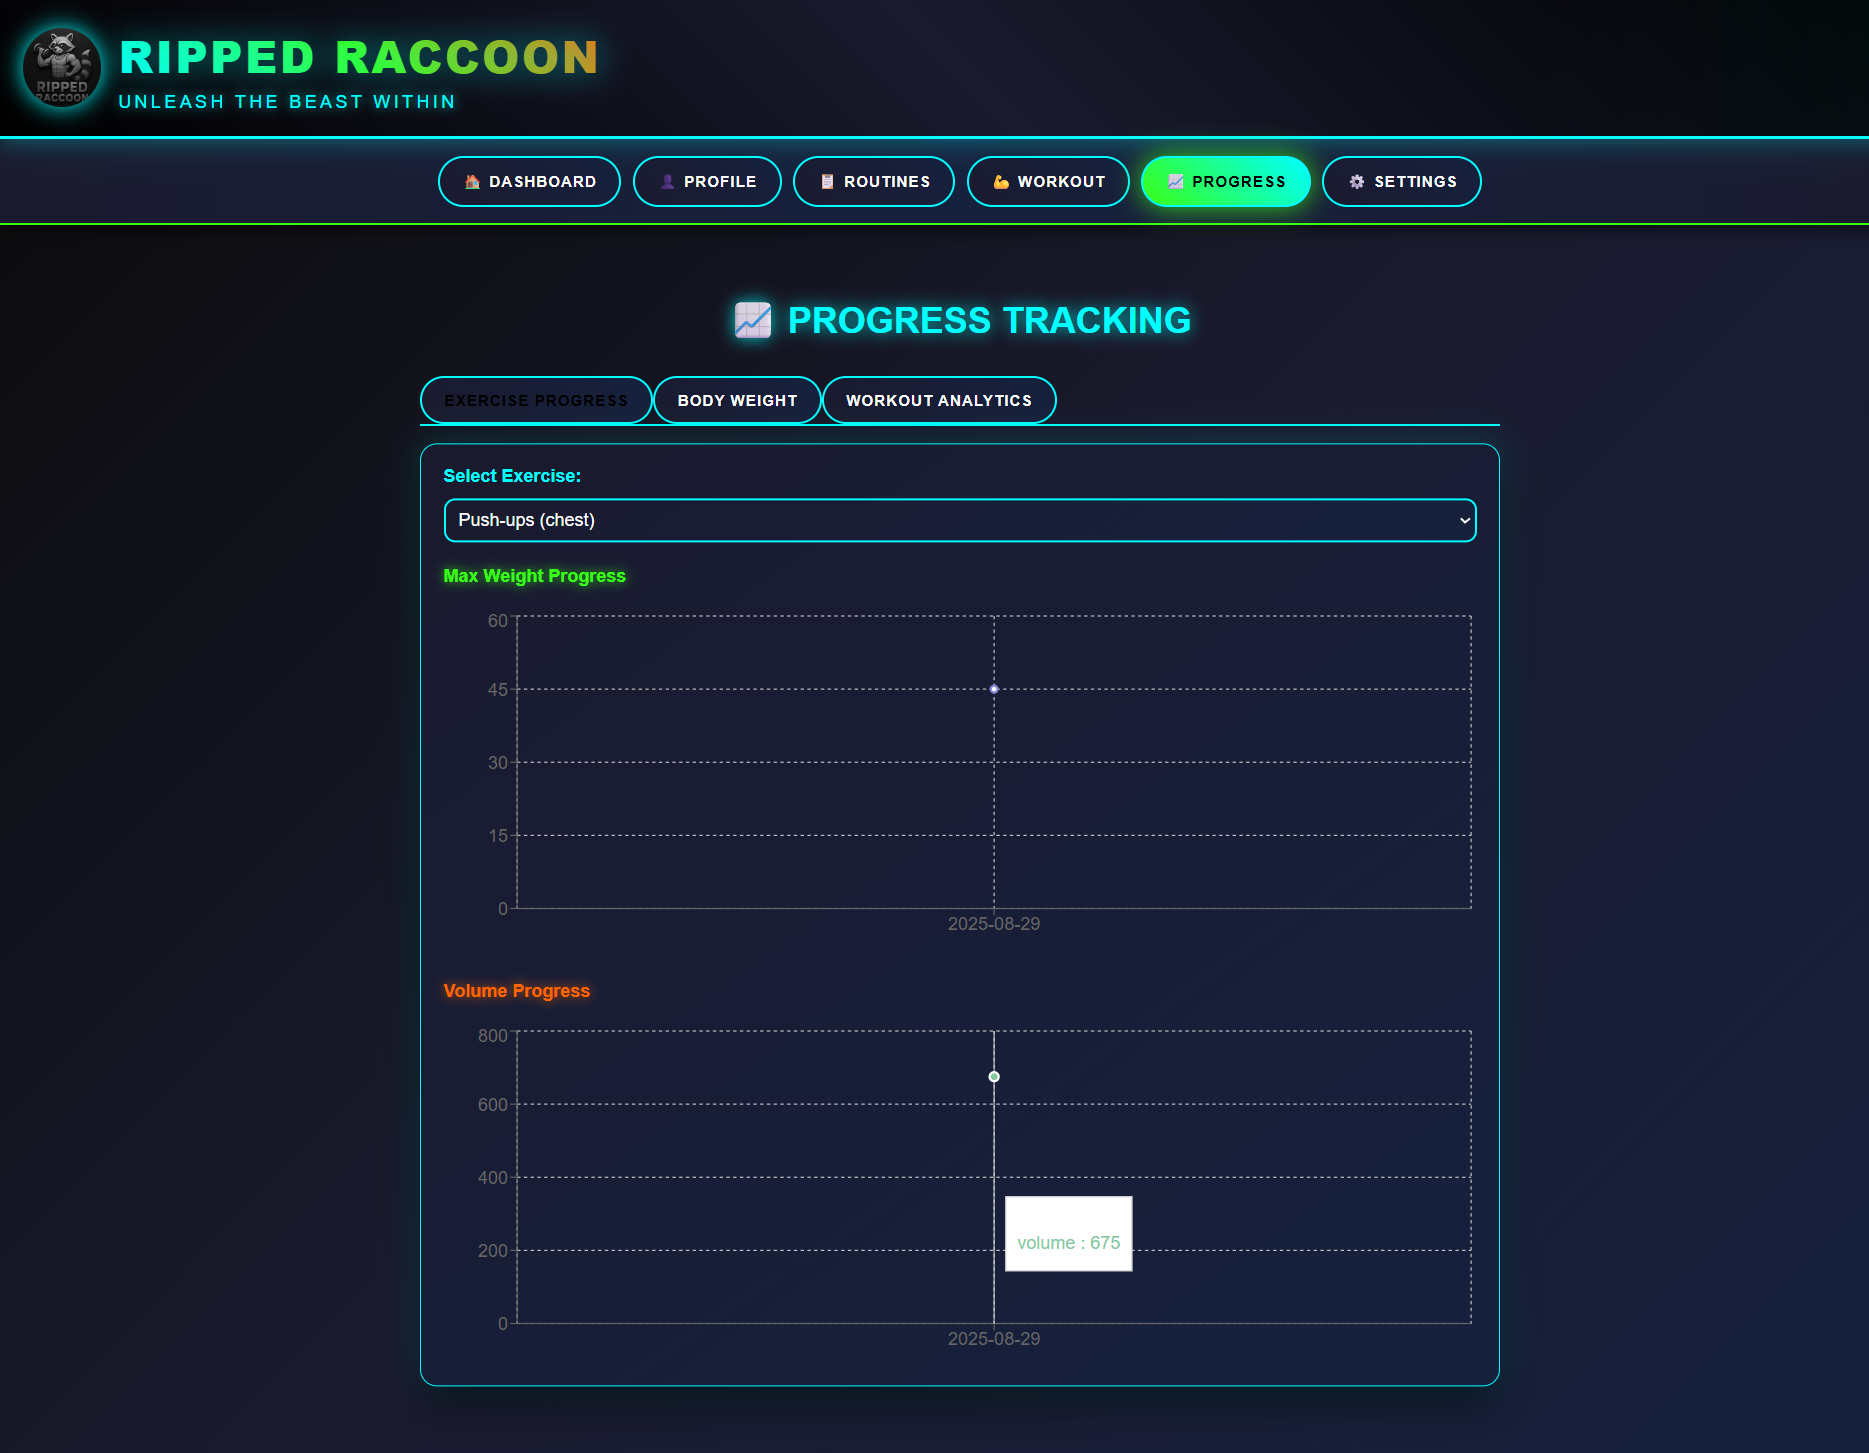 RIPPED
RACCOON
RIPPED RACCOON
UNLEASH THE BEAST WITHIN
DASHBOARD
PROFILE
ROUTINES
WORKOUT
PROGRESS
SETTINGS
PROGRESS TRACKING
EXERCISE PROGRESS
BODY WEIGHT
WORKOUT ANALYTICS
Select Exercise:
Push-ups (chest)
Max Weight Progress
60
45
30
15
0
2025-08-29
Volume Progress
800
600
400
200
0
volume : 675
2025-08-29